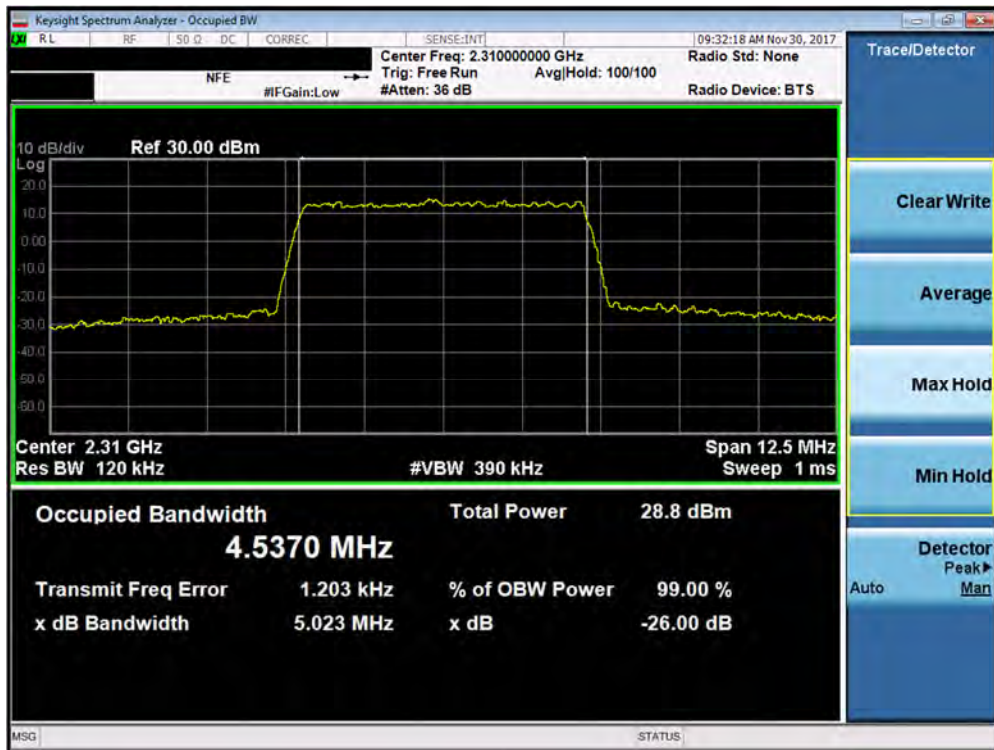 Keysight Spectrum Analyzer - Occupied BW
LXI RL RF 50 Ω DC CORREC SENSE:INT 09:32:18 AM Nov 30, 2017
Center Freq: 2.310000000 GHz Radio Std: None
NFE Trig: Free Run Avg|Hold: 100/100
#IFGain:Low #Atten: 36 dB Radio Device: BTS
10 dB/div Ref 30.00 dBm
Log
20.0
10.0
0.00
-10.0
-20.0
-30.0
-40.0
-50.0
-60.0
Center 2.31 GHz Span 12.5 MHz
Res BW 120 kHz #VBW 390 kHz Sweep 1 ms
Occupied Bandwidth Total Power 28.8 dBm
4.5370 MHz
Transmit Freq Error 1.203 kHz % of OBW Power 99.00 %
x dB Bandwidth 5.023 MHz x dB -26.00 dB
MSG STATUS
Trace/Detector
Clear Write
Average
Max Hold
Min Hold
Detector
Peak▶
Auto Man